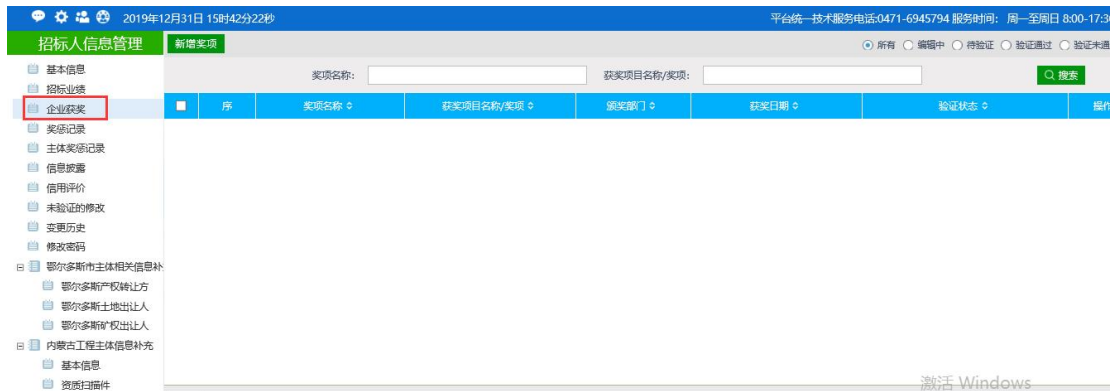 2019年12月31日 15时42分22秒
平台统一技术服务电话:0471-6945794 服务时间: 周一至周日 8:00-17:30
招标人信息管理
新增奖项
所有 编辑中 待验证 验证通过 验证未通
基本信息
奖项名称:
获奖项目名称/奖项:
搜索
招标业绩
企业获奖
序 奖项名称 获奖项目名称/奖项 颁奖部门 获奖日期 验证状态 操作
奖惩记录
主体奖惩记录
信息披露
信用评价
未验证的修改
变更历史
修改密码
鄂尔多斯市主体相关信息补
鄂尔多斯产权转让方
鄂尔多斯土地出让人
鄂尔多斯矿权出让人
内蒙古工程主体信息补充
基本信息
资质扫描件
激活 Windows